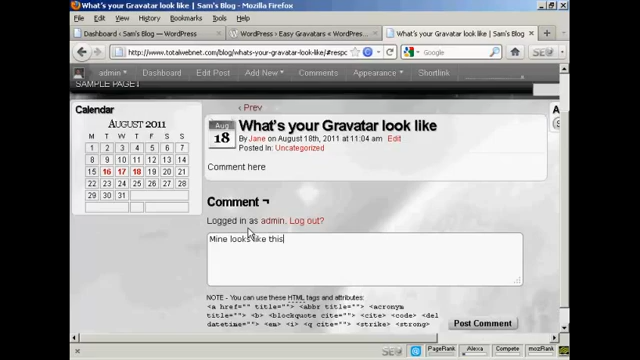 What's your Gravatar look like | Sam's Blog - Mozilla Firefox
File Edit View History Bookmarks Tools Help
Dashboard ‹ Sam's Blog — WordPress
WordPress › Easy Gravatars « WordPress...
What's your Gravatar look like | Sam's Blog
http://www.totalwebnet.com/blog/whats-your-gravatar-look-like/#respc
Google
admin
Dashboard
Edit Post
Add New
Comments
Appearance
Shortlink
SAMPLE PAGE1
‹ Prev
Calendar
AUGUST 2011
M T W T F S S
1 2 3 4 5 6 7
8 9 10 11 12 13 14
15 16 17 18 19 20 21
22 23 24 25 26 27 28
29 30 31
Aug
18
What's your Gravatar look like
By Jane on August 18th, 2011 at 11:04 am Edit
Posted In: Uncategorized
Comment here
Comment ¬
Logged in as admin. Log out?
Mine looks like this
NOTE - You can use these HTML tags and attributes:
<a href="" title=""> <abbr title=""> <acronym
title=""> <b> <blockquote cite=""> <cite> <code> <del
datetime=""> <em> <i> <q cite=""> <strike> <strong>
Post Comment
PageRank
Alexa
Compete
mozRank